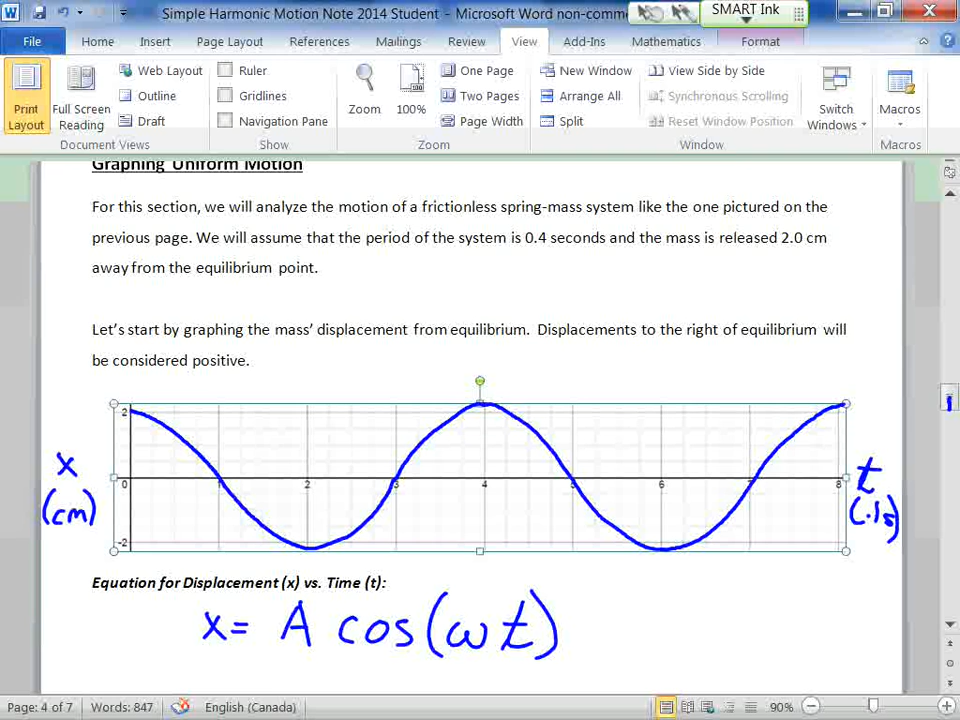 Simple Harmonic Motion Note 2014 Student - Microsoft Word non-comme
SMART Ink
File Home Insert Page Layout References Mailings Review View Add-Ins Mathematics Format
Print Layout
Full Screen Reading
Web Layout
Outline
Draft
Document Views
Ruler
Gridlines
Navigation Pane
Show
Zoom
100%
One Page
Two Pages
Page Width
Zoom
New Window
Arrange All
Split
View Side by Side
Synchronous Scrolling
Reset Window Position
Switch Windows
Window
Macros
Macros
Graphing Uniform Motion
For this section, we will analyze the motion of a frictionless spring-mass system like the one pictured on the
previous page. We will assume that the period of the system is 0.4 seconds and the mass is released 2.0 cm
away from the equilibrium point.
Let's start by graphing the mass' displacement from equilibrium. Displacements to the right of equilibrium will
be considered positive.
x
(cm)
2
0 1 2 3 4 5 6 7 8
-2
t
(.1s)
Equation for Displacement (x) vs. Time (t):
x= A cos(ωt)
Page: 4 of 7 Words: 847 English (Canada) 90%